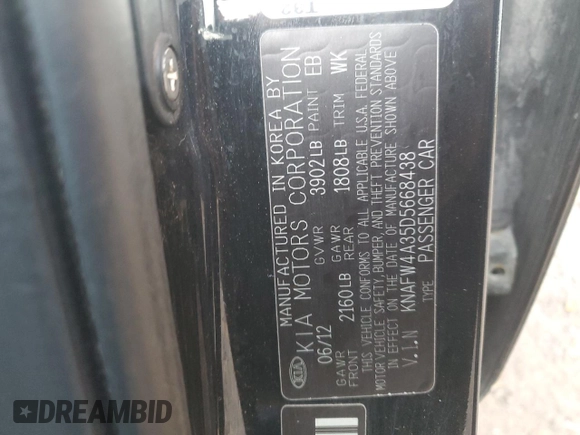 MANUFACTURED IN KOREA BY
KIA KIA MOTORS CORPORATION
06/12 GVWR 3902LB PAINT EB
GAWR FRONT 2160LB GAWR REAR 1808LB TRIM WK
THIS VEHICLE CONFORMS TO ALL APPLICABLE U.S.A. FEDERAL
MOTOR VEHICLE SAFETY, BUMPER, AND THEFT PREVENTION STANDARDS
IN EFFECT ON THE DATE OF MANUFACTURE SHOWN ABOVE
V.I.N KNAFW4A35D5668438
TYPE PASSENGER CAR
DREAMBID